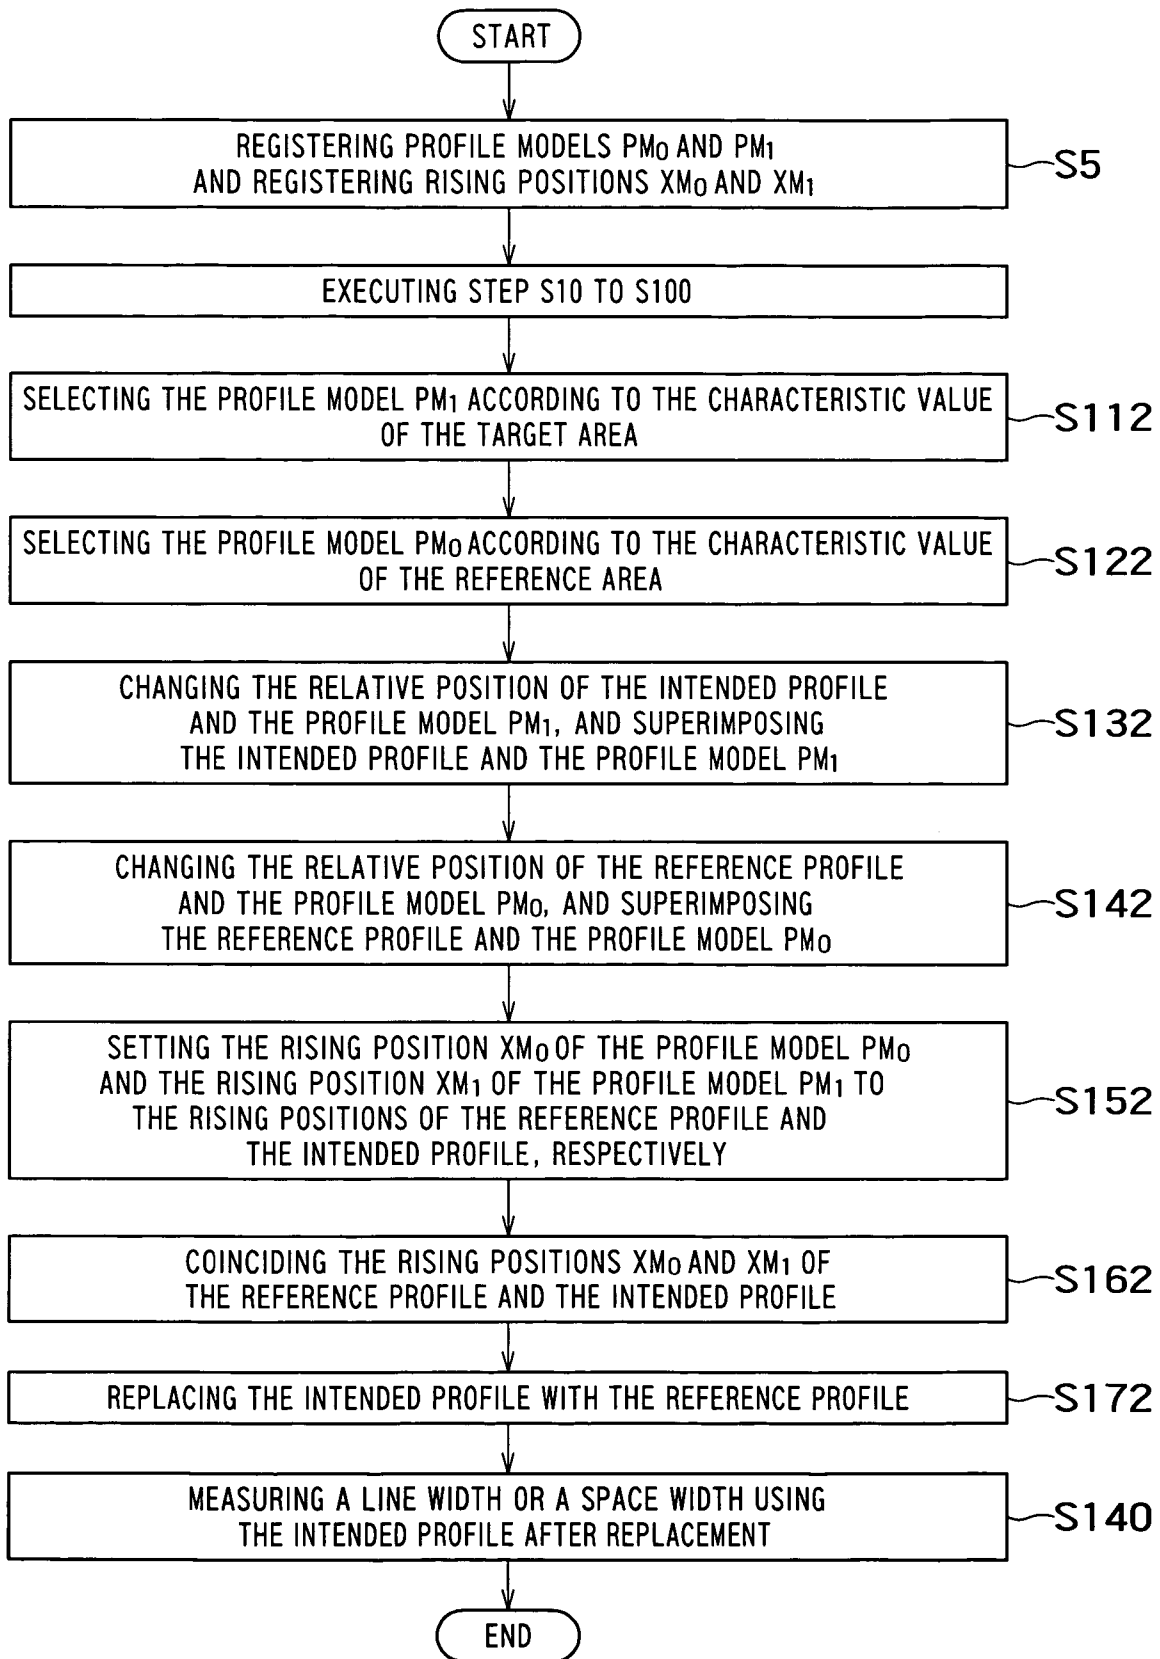 START
REGISTERING PROFILE MODELS PM0 AND PM1
AND REGISTERING RISING POSITIONS XM0 AND XM1
S5
EXECUTING STEP S10 TO S100
SELECTING THE PROFILE MODEL PM1 ACCORDING TO THE CHARACTERISTIC VALUE
OF THE TARGET AREA
S112
SELECTING THE PROFILE MODEL PM0 ACCORDING TO THE CHARACTERISTIC VALUE
OF THE REFERENCE AREA
S122
CHANGING THE RELATIVE POSITION OF THE INTENDED PROFILE
AND THE PROFILE MODEL PM1, AND SUPERIMPOSING
THE INTENDED PROFILE AND THE PROFILE MODEL PM1
S132
CHANGING THE RELATIVE POSITION OF THE REFERENCE PROFILE
AND THE PROFILE MODEL PM0, AND SUPERIMPOSING
THE REFERENCE PROFILE AND THE PROFILE MODEL PM0
S142
SETTING THE RISING POSITION XM0 OF THE PROFILE MODEL PM0
AND THE RISING POSITION XM1 OF THE PROFILE MODEL PM1 TO
THE RISING POSITIONS OF THE REFERENCE PROFILE AND
THE INTENDED PROFILE, RESPECTIVELY
S152
COINCIDING THE RISING POSITIONS XM0 AND XM1 OF
THE REFERENCE PROFILE AND THE INTENDED PROFILE
S162
REPLACING THE INTENDED PROFILE WITH THE REFERENCE PROFILE
S172
MEASURING A LINE WIDTH OR A SPACE WIDTH USING
THE INTENDED PROFILE AFTER REPLACEMENT
S140
END